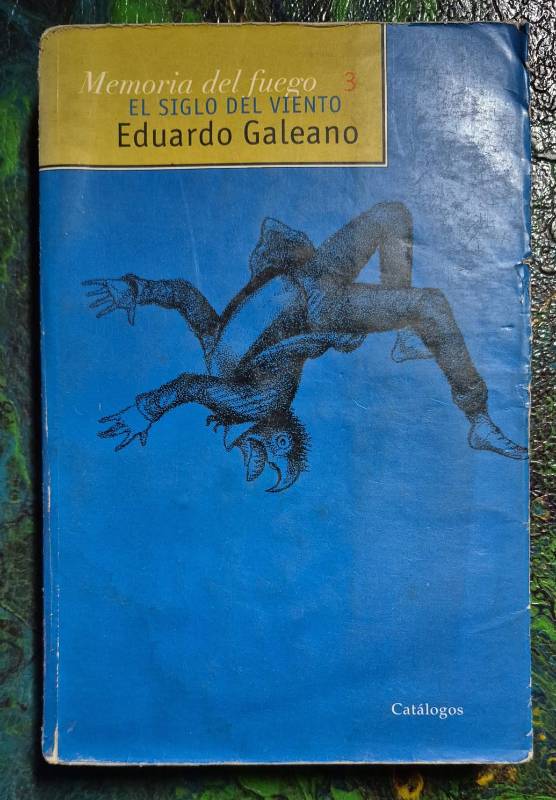 Memoria del fuego 3
EL SIGLO DEL VIENTO
Eduardo Galeano
Catálogos